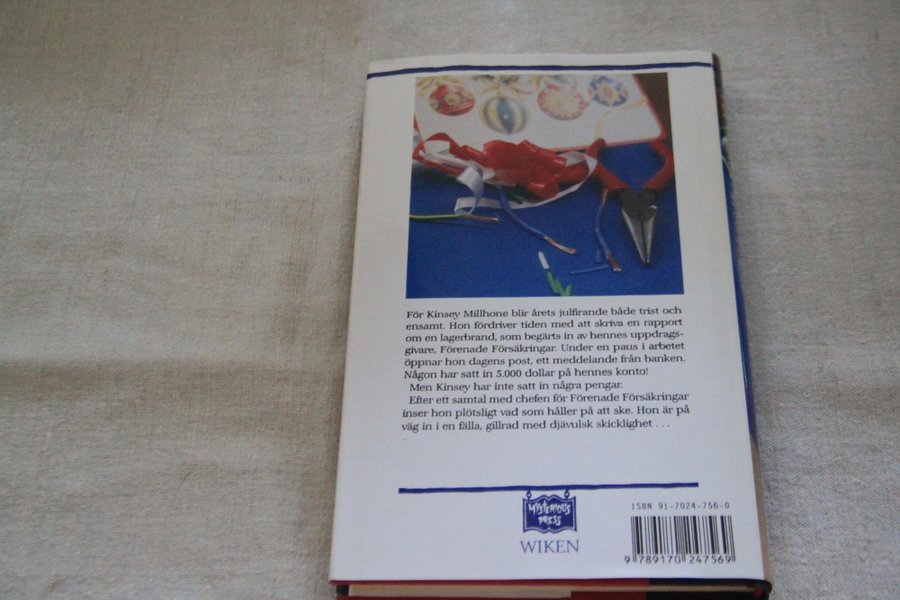 För Kinsey Millhone blir årets julfirande både trist och
ensamt. Hon fördriver tiden med att skriva en rapport
om en lagerbrand, som begärts in av hennes uppdrags-
givare, Förenade Försäkringar. Under en paus i arbetet
öppnar hon dagens post, ett meddelande från banken.
Någon har satt in 5.000 dollar på hennes konto!
Men Kinsey har inte satt in några pengar.
Efter ett samtal med chefen för Förenade Försäkringar
inser hon plötsligt vad som håller på att ske. Hon är på
väg in i en fälla, gillrad med djävulsk skicklighet . . .
MYSTERIOUS
PRESS
WIKEN
ISBN 91-7024-756-0
9 789170 247569